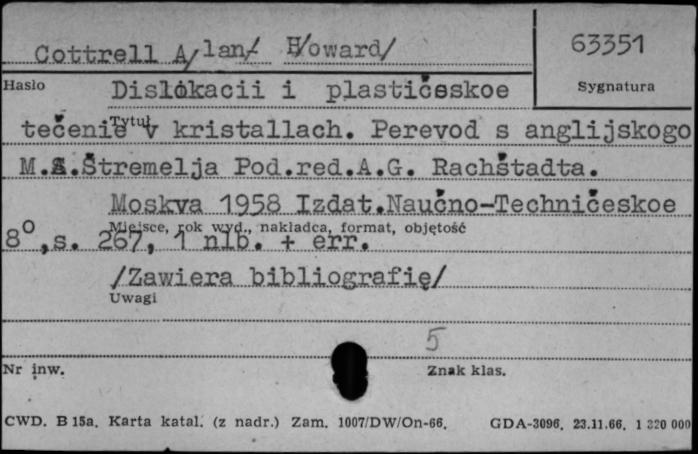 Cottrell A/lan/ H/oward/
63351
Hasło
Dislokacii i plastičeskoe
Sygnatura
Tytuł
tečenie v kristallach. Perevod s anglijskogo
M.A.Štremelja Pod.red.A.G. Rachštadta.
Moskva 1958 Izdat.Naučno-Techničeskoe
Miejsce, rok wyd., nakładca, format, objętość
8°,s. 267, 1 nlb. + err.
/Zawiera bibliografię/
Uwagi
5
Nr inw.
Znak klas.
CWD. B 15a. Karta katal. (z nadr.) Zam. 1007/DW/On-66. GDA-3096. 23.11.66. 1 320 000